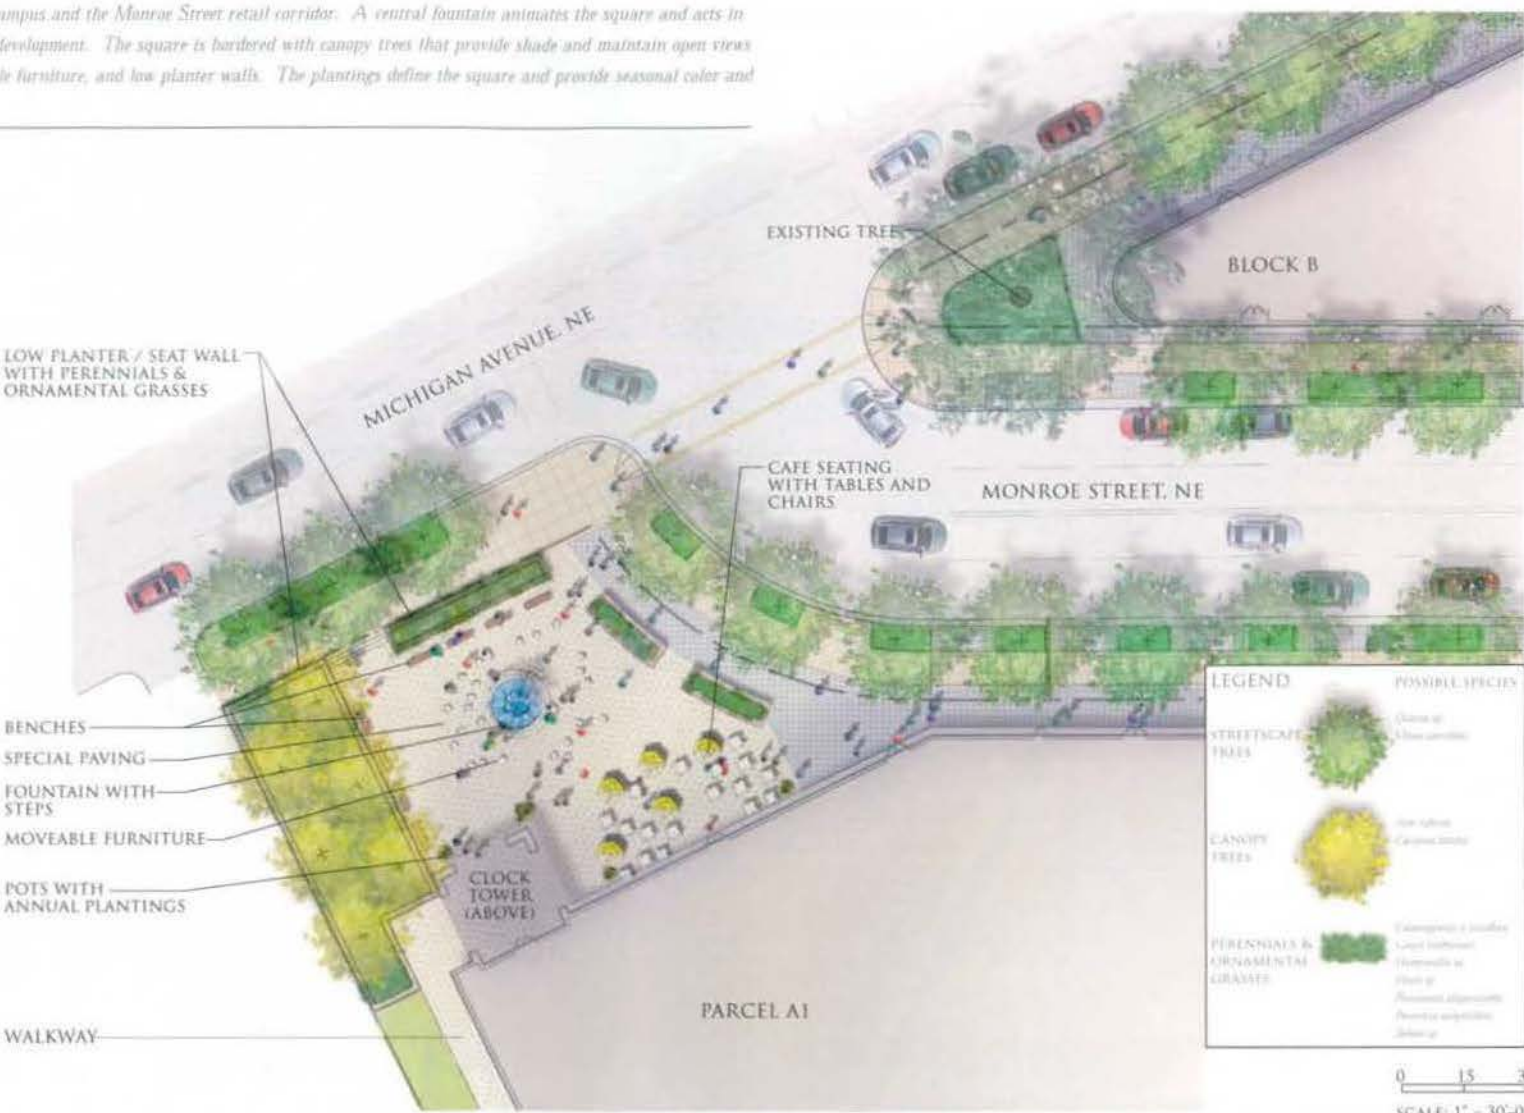 ampus and the Monroe Street retail corridor. A central fountain animates the square and acts in
development. The square is bordered with canopy trees that provide shade and maintain open views
le furniture, and low planter walls. The plantings define the square and provide seasonal color and
EXISTING TREE
BLOCK B
MICHIGAN AVENUE, NE
LOW PLANTER / SEAT WALL
WITH PERENNIALS &
ORNAMENTAL GRASSES
CAFE SEATING
WITH TABLES AND
CHAIRS
MONROE STREET, NE
BENCHES
SPECIAL PAVING
FOUNTAIN WITH
STEPS
MOVEABLE FURNITURE
POTS WITH
ANNUAL PLANTINGS
CLOCK
TOWER
(ABOVE)
WALKWAY
PARCEL A1
LEGEND
POSSIBLE SPECIES
STREETSCAPE
TREES
CANOPY
TREES
PERENNIALS &
ORNAMENTAL
GRASSES
0 15 3
SCALE: 1" = 30'-0